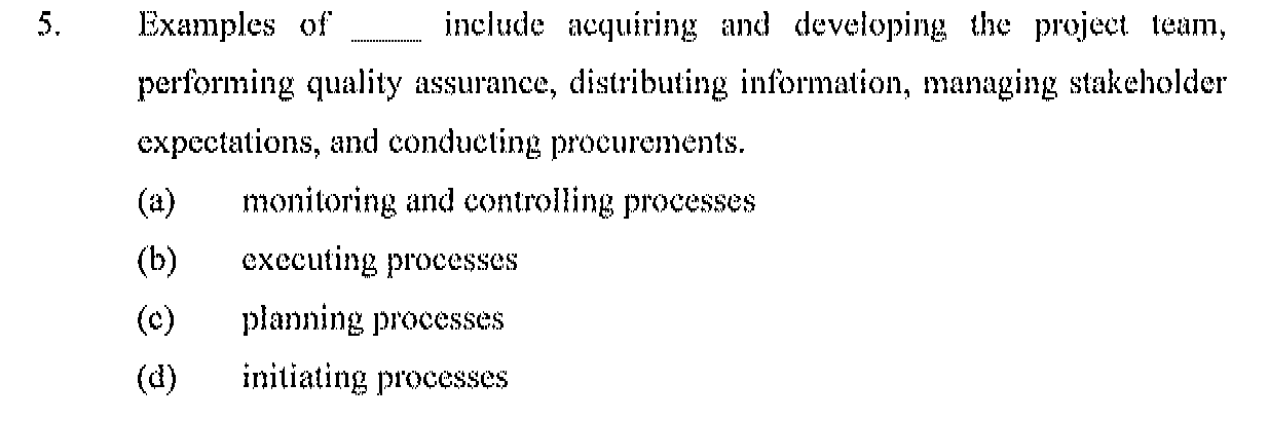 5. Examples of _____ include acquiring and developing the project team,
performing quality assurance, distributing information, managing stakeholder
expectations, and conducting procurements.
(a) monitoring and controlling processes
(b) executing processes
(c) planning processes
(d) initiating processes